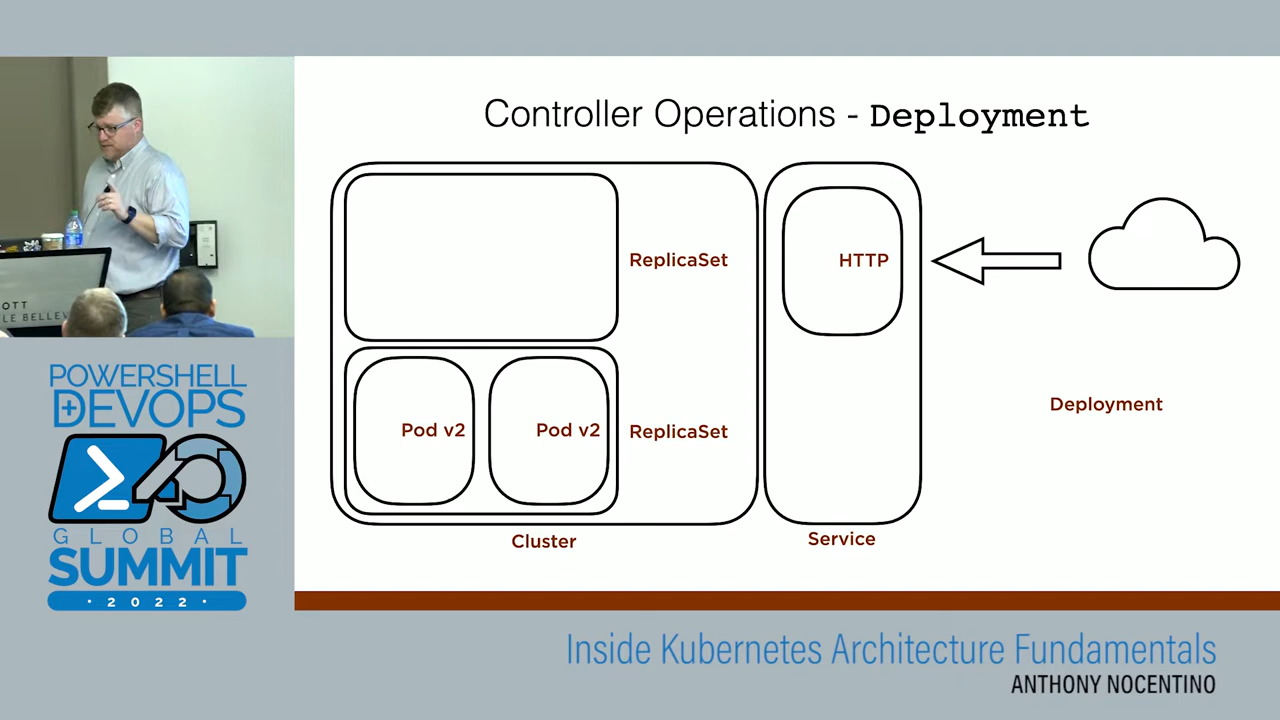 Controller Operations - Deployment
ReplicaSet
HTTP
Deployment
Pod v2
Pod v2
ReplicaSet
Cluster
Service
POWERSHELL
DEVOPS
GLOBAL
SUMMIT
· 2022 ·
Inside Kubernetes Architecture Fundamentals
ANTHONY NOCENTINO